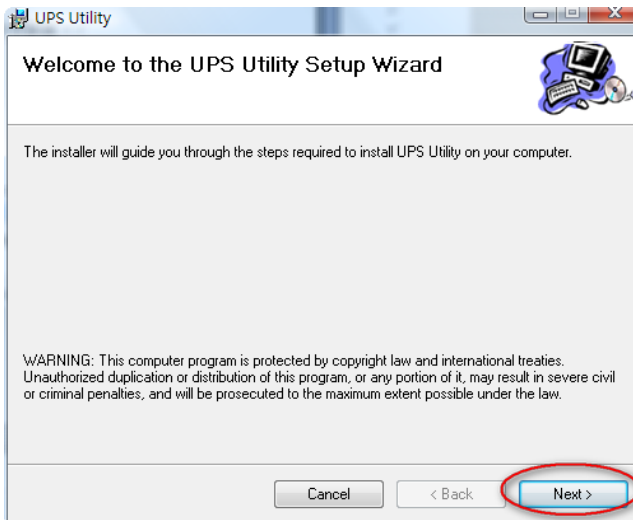 UPS Utility
Welcome to the UPS Utility Setup Wizard
The installer will guide you through the steps required to install UPS Utility on your computer.
WARNING: This computer program is protected by copyright law and international treaties.
Unauthorized duplication or distribution of this program, or any portion of it, may result in severe civil
or criminal penalties, and will be prosecuted to the maximum extent possible under the law.
Cancel < Back Next >